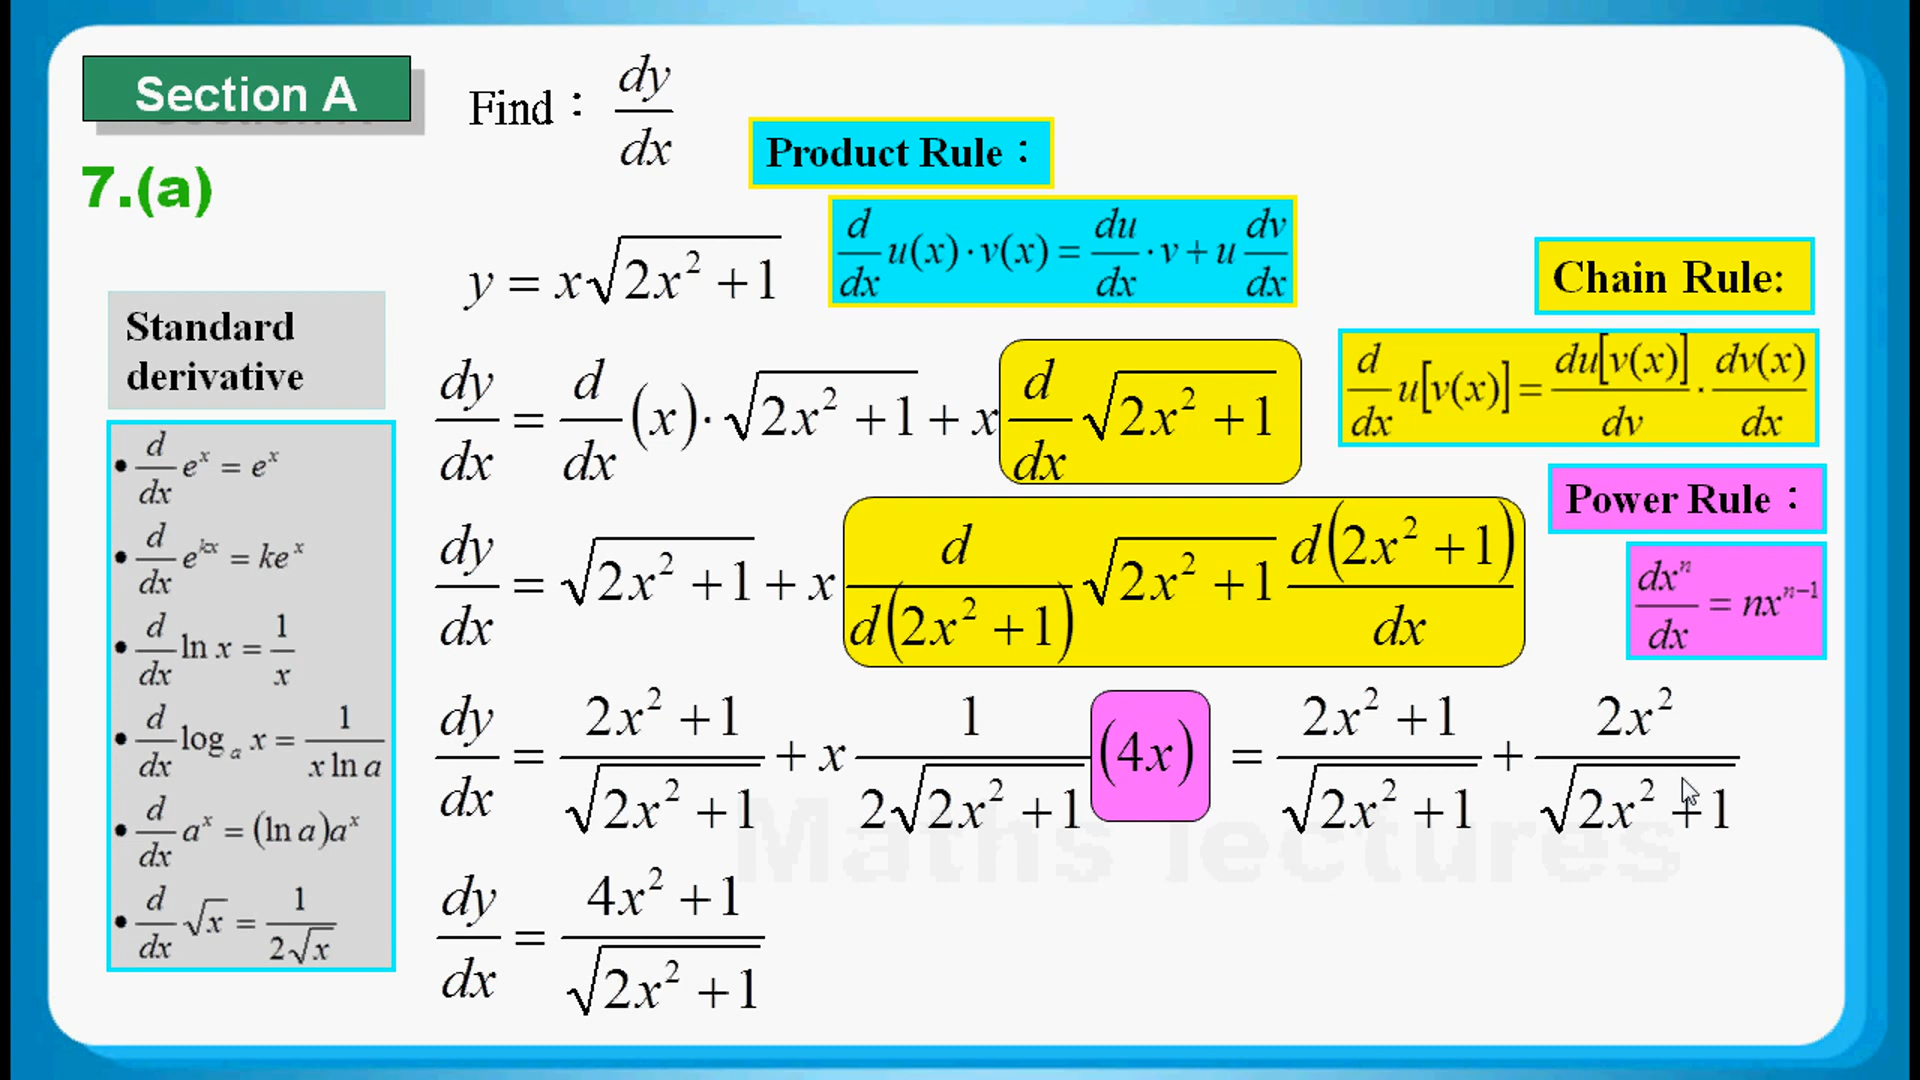 Section A
Find : dy/dx
7.(a)
Product Rule :
d/dx u(x)·v(x) = du/dx · v + u dv/dx
y = x√(2x² + 1)
Chain Rule:
d/dx u[v(x)] = du[v(x)]/dv · dv(x)/dx
Standard
derivative
dy/dx = d/dx (x)·√(2x² + 1) + x d/dx √(2x² + 1)
Power Rule :
dxⁿ/dx = nxⁿ⁻¹
dy/dx = √(2x² + 1) + x d/d(2x² + 1) √(2x² + 1) d(2x² + 1)/dx
dy/dx = (2x² + 1)/√(2x² + 1) + x 1/(2√(2x² + 1)) (4x) = (2x² + 1)/√(2x² + 1) + 2x²/√(2x² + 1)
dy/dx = (4x² + 1)/√(2x² + 1)
• d/dx eˣ = eˣ
• d/dx eᵏˣ = keˣ
• d/dx ln x = 1/x
• d/dx logₐ x = 1/(x ln a)
• d/dx aˣ = (ln a)aˣ
• d/dx √x = 1/(2√x)
Maths lectures